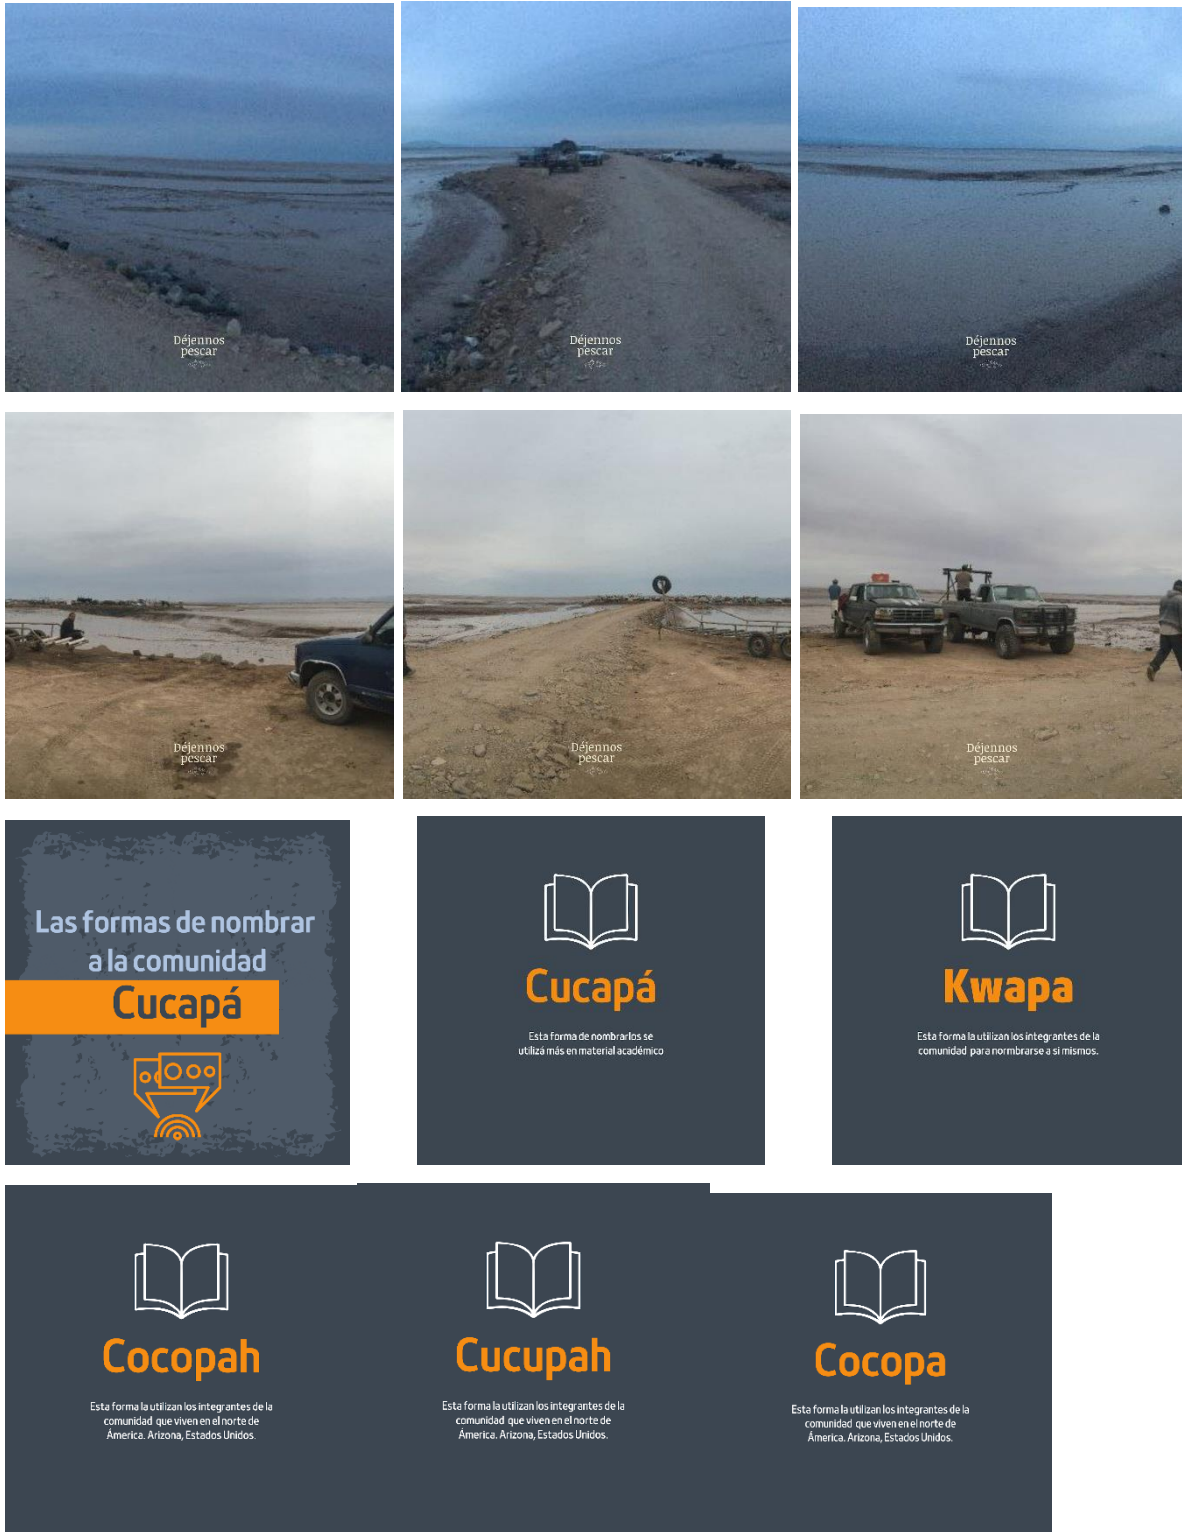 Déjennos
pescar
Déjennos
pescar
Déjennos
pescar
Déjennos
pescar
Déjennos
pescar
Déjennos
pescar
Las formas de nombrar
a la comunidad
Cucapá
Cucapá
Esta forma de nombrarlos se
utilizá más en material académico
Kwapa
Esta forma la utilizan los integrantes de la
comunidad para normbrarse a si mismos.
Cocopah
Esta forma la utilizan los integrantes de la
comunidad que viven en el norte de
Ámerica. Arizona, Estados Unidos.
Cucupah
Esta forma la utilizan los integrantes de la
comunidad que viven en el norte de
Ámerica. Arizona, Estados Unidos.
Cocopa
Esta forma la utilizan los integrantes de la
comunidad que viven en el norte de
Ámerica. Arizona, Estados Unidos.